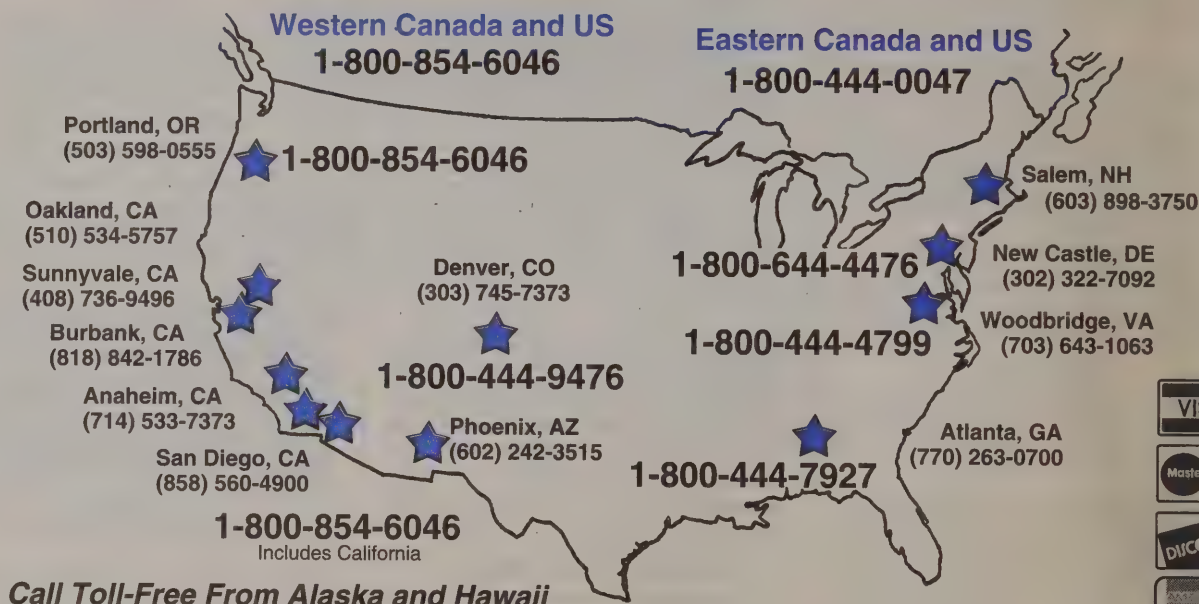 Western Canada and US
1-800-854-6046
Eastern Canada and US
1-800-444-0047
Portland, OR
(503) 598-0555
1-800-854-6046
Oakland, CA
(510) 534-5757
Sunnyvale, CA
(408) 736-9496
Burbank, CA
(818) 842-1786
Anaheim, CA
(714) 533-7373
San Diego, CA
(858) 560-4900
1-800-854-6046
Includes California
Denver, CO
(303) 745-7373
1-800-444-9476
Phoenix, AZ
(602) 242-3515
Salem, NH
(603) 898-3750
1-800-644-4476
New Castle, DE
(302) 322-7092
1-800-444-4799
Woodbridge, VA
(703) 643-1063
Atlanta, GA
(770) 263-0700
1-800-444-7927
Call Toll-Free From Alaska and Hawaii